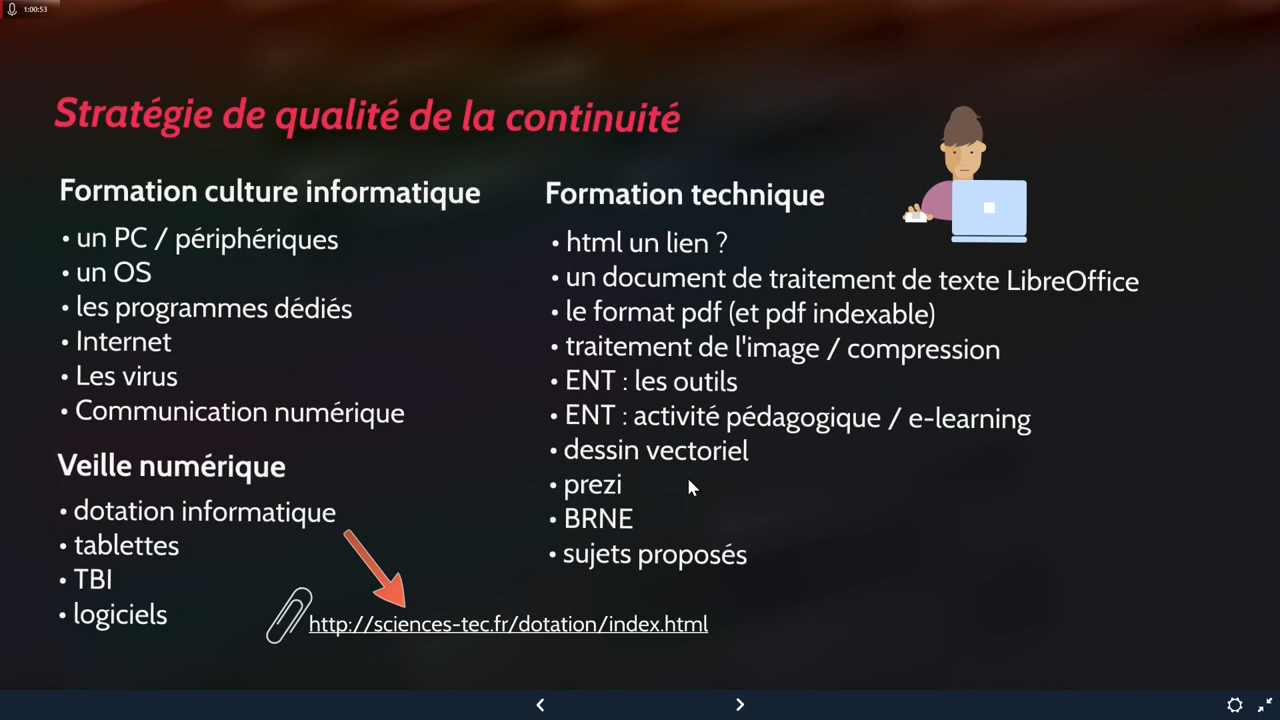 1:00:53
Stratégie de qualité de la continuité
Formation culture informatique
• un PC / périphériques
• un OS
• les programmes dédiés
• Internet
• Les virus
• Communication numérique
Veille numérique
• dotation informatique
• tablettes
• TBI
• logiciels
http://sciences-tec.fr/dotation/index.html
Formation technique
• html un lien ?
• un document de traitement de texte LibreOffice
• le format pdf (et pdf indexable)
• traitement de l'image / compression
• ENT : les outils
• ENT : activité pédagogique / e-learning
• dessin vectoriel
• prezi
• BRNE
• sujets proposés